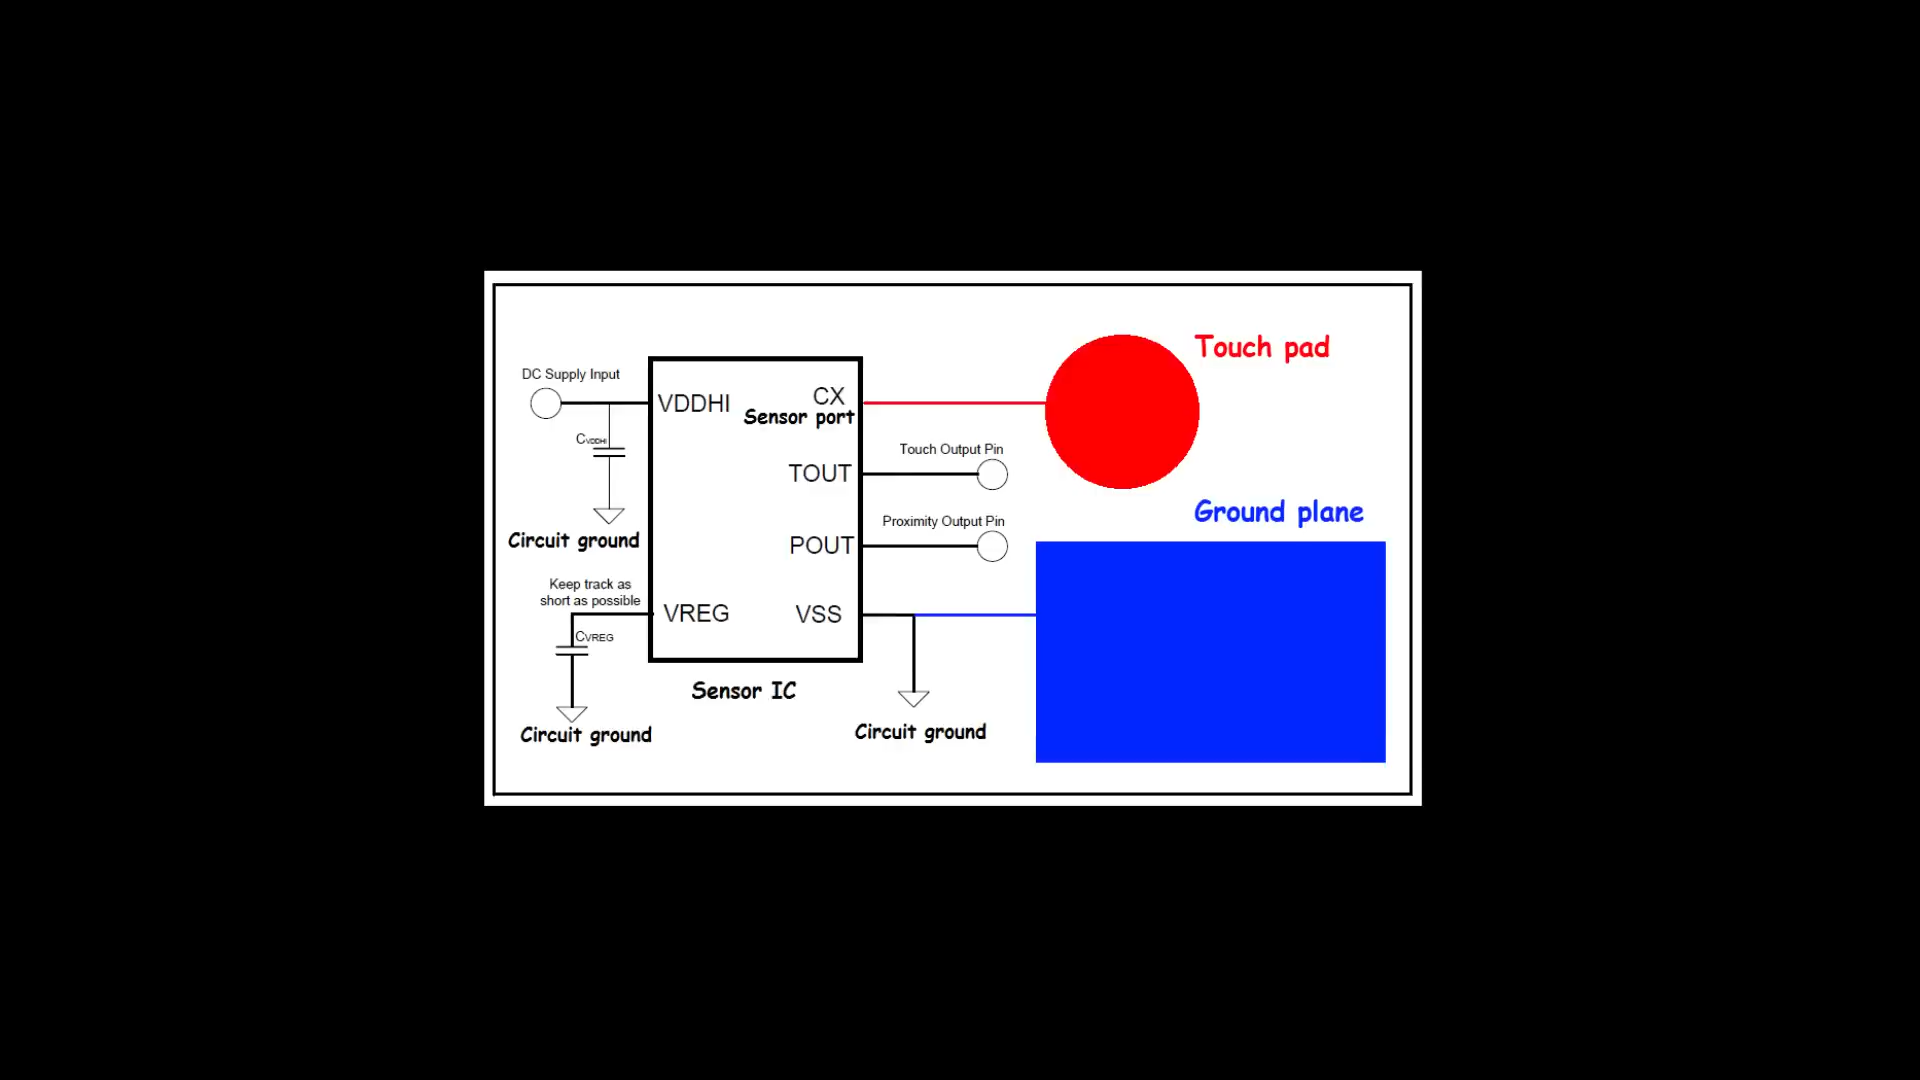 Touch pad
DC Supply Input
VDDHI
CX
Sensor port
CVDDHI
Touch Output Pin
TOUT
Ground plane
Proximity Output Pin
Circuit ground
POUT
Keep track as
short as possible
VREG
VSS
CVREG
Sensor IC
Circuit ground
Circuit ground